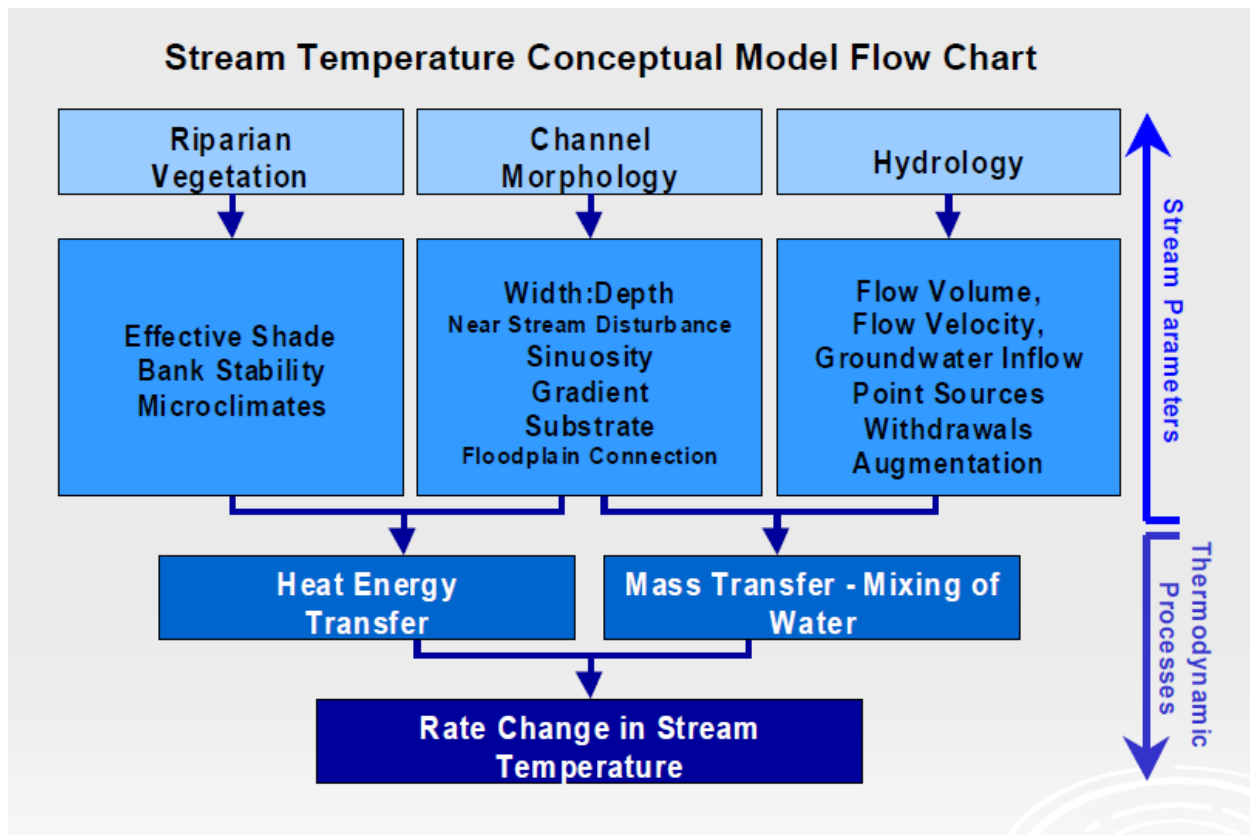 Stream Temperature Conceptual Model Flow Chart
Riparian
Vegetation
Channel
Morphology
Hydrology
Effective Shade
Bank Stability
Microclimates
Width:Depth
Near Stream Disturbance
Sinuosity
Gradient
Substrate
Floodplain Connection
Flow Volume,
Flow Velocity,
Groundwater Inflow
Point Sources
Withdrawals
Augmentation
Stream Parameters
Heat Energy
Transfer
Mass Transfer - Mixing of
Water
Thermodynamic
Processes
Rate Change in Stream
Temperature